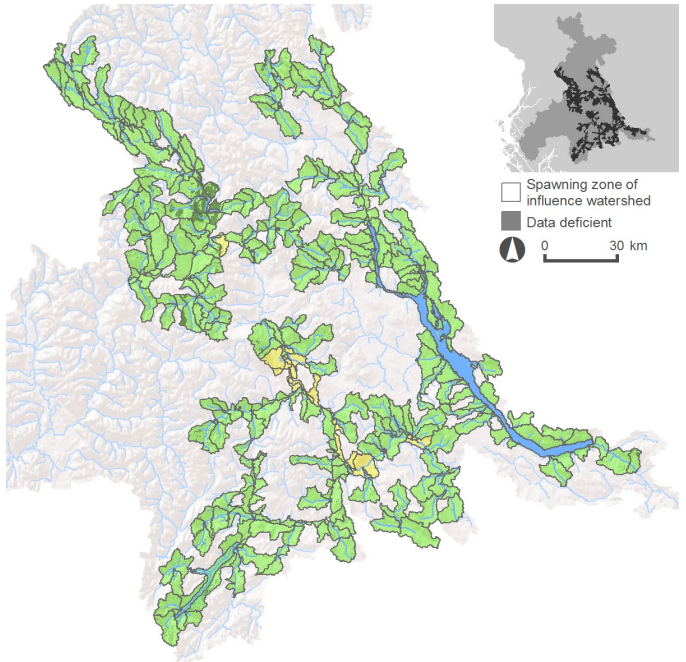 Spawning zone of
influence watershed
Data deficient
0 30 km